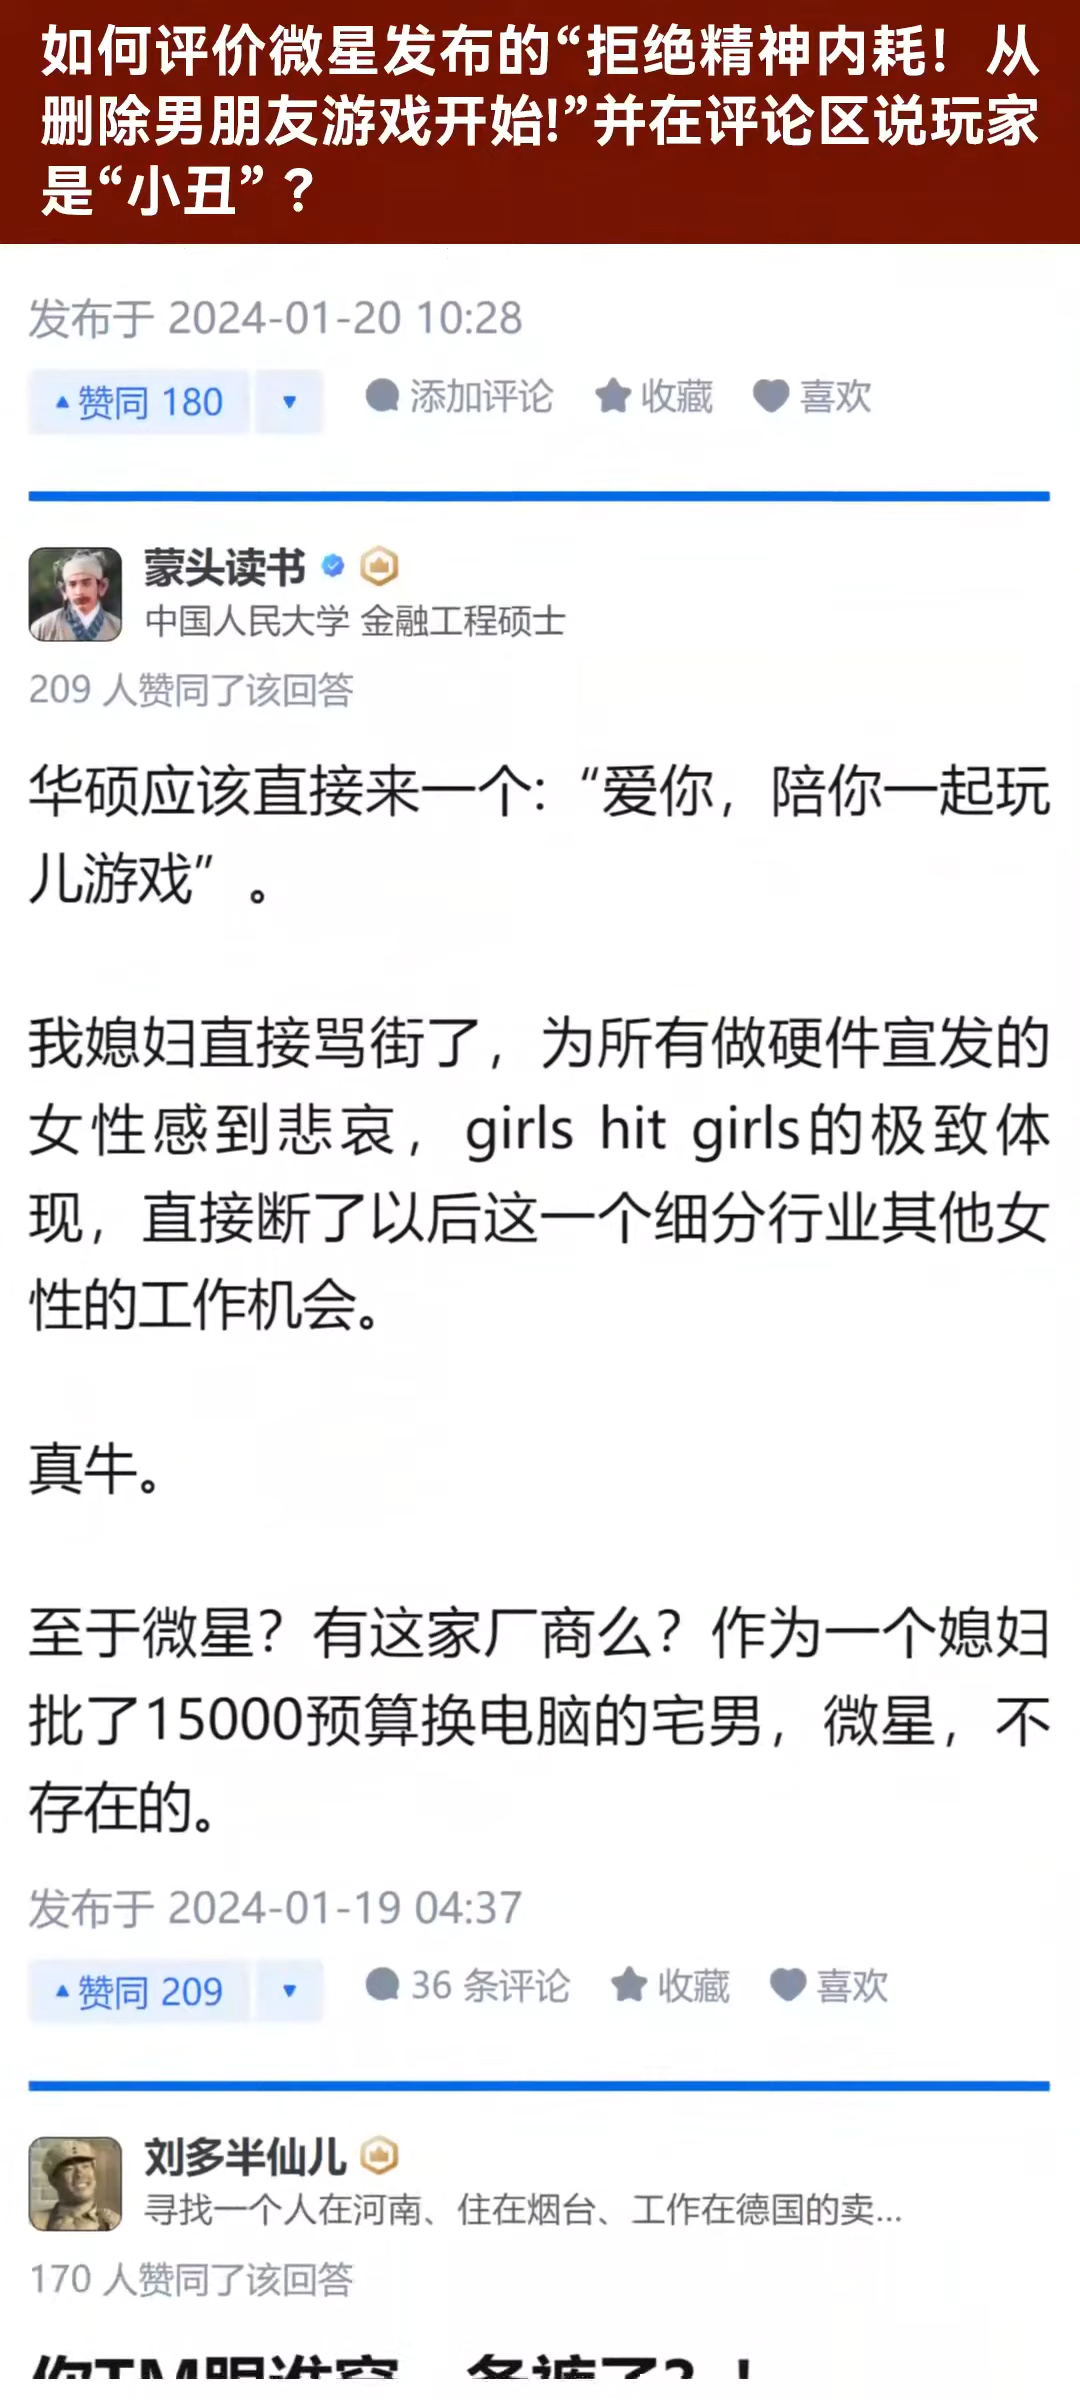 如何评价微星发布的“拒绝精神内耗！从
删除男朋友游戏开始!”并在评论区说玩家
是“小丑”？
发布于 2024-01-20 10:28
赞同 180
添加评论
收藏
喜欢
蒙头读书
中国人民大学 金融工程硕士
209 人赞同了该回答
华硕应该直接来一个:“爱你，陪你一起玩
儿游戏”。
我媳妇直接骂街了，为所有做硬件宣发的
女性感到悲哀，girls hit girls的极致体
现，直接断了以后这一个细分行业其他女
性的工作机会。
真牛。
至于微星？有这家厂商么？作为一个媳妇
批了15000预算换电脑的宅男，微星，不
存在的。
发布于 2024-01-19 04:37
赞同 209
36 条评论
收藏
喜欢
刘多半仙儿
寻找一个人在河南、住在烟台、工作在德国的卖...
170 人赞同了该回答
你TM跟谁穿一条裤子？！